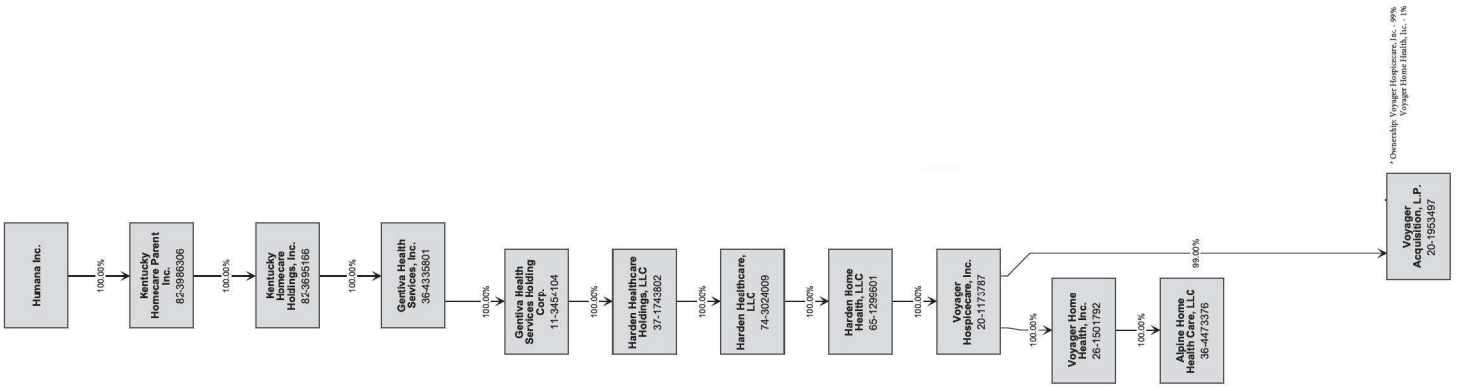 Humana Inc.
100.00%
Kentucky
Homecare Parent
Inc.
82-3986306
100.00%
Kentucky
Homecare
Holdings, Inc.
82-3695166
100.00%
Gentiva Health
Services, Inc.
36-4335801
100.00%
Gentiva Health
Services Holding
Corp.
11-3454104
100.00%
Harden Healthcare
Holdings, LLC
37-1743802
100.00%
Harden Healthcare,
LLC
74-3024009
100.00%
Harden Home
Health, LLC
65-1299601
100.00%
Voyager
Hospicecare, Inc.
20-1173787
100.00%
Voyager Home
Health, Inc.
26-1501792
100.00%
Alpine Home
Health Care, LLC
36-4473376
99.00%
Voyager
Acquisition, L.P.
20-1953497
* Ownership: Voyager Hospicecare, Inc. - 99%
Voyager Home Health, Inc. - 1%